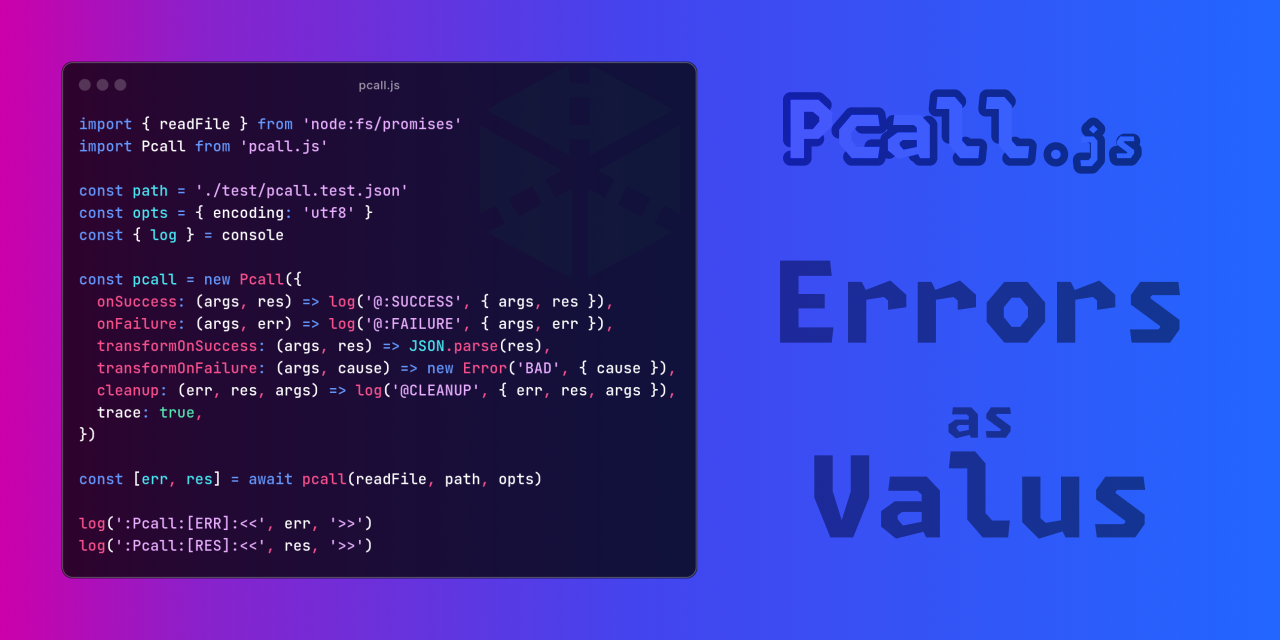 pcall.js
import { readFile } from 'node:fs/promises'
import Pcall from 'pcall.js'
const path = './test/pcall.test.json'
const opts = { encoding: 'utf8' }
const { log } = console
const pcall = new Pcall({
  onSuccess: (args, res) => log('@:SUCCESS', { args, res }),
  onFailure: (args, err) => log('@:FAILURE', { args, err }),
  transformOnSuccess: (args, res) => JSON.parse(res),
  transformOnFailure: (args, cause) => new Error('BAD', { cause }),
  cleanup: (err, res, args) => log('@CLEANUP', { err, res, args }),
  trace: true,
})
const [err, res] = await pcall(readFile, path, opts)
log(':Pcall:[ERR]:<<', err, '>>')
log(':Pcall:[RES]:<<', res, '>>')
Pcall.js
Errors
as
Valus